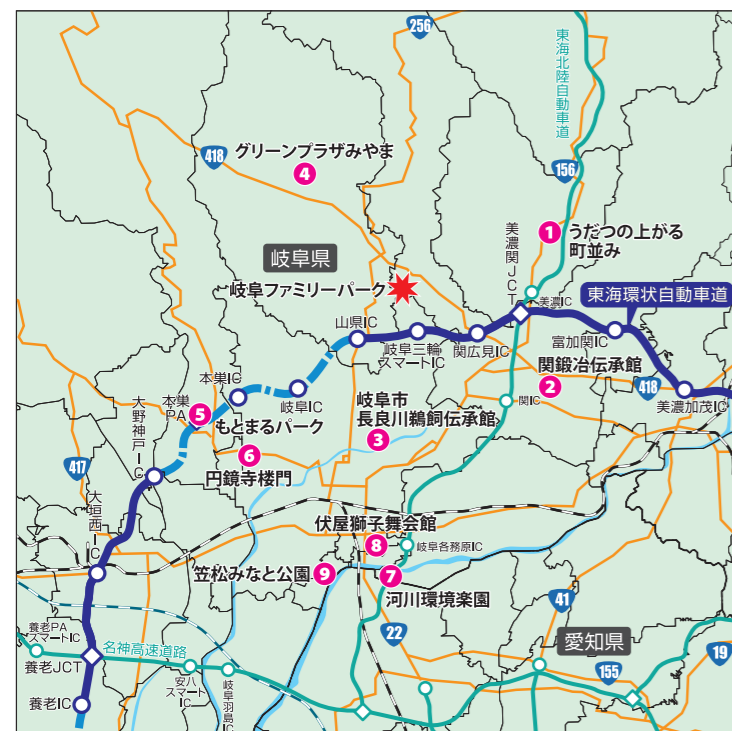 256
東海北陸自動車道
418
グリーンプラザみやま
4
156
1
うだつの上がる
町並み
美濃関JCT
岐阜県
岐阜ファミリーパーク
美濃IC
東海環状自動車道
山県IC
岐阜三輪
スマートIC
関広見IC
富加関IC
関鍛冶伝承館
2
418
美濃加茂IC
関IC
本巣IC
岐阜IC
本巣
PA
5
もとまるパーク
岐阜市
長良川鵜飼伝承館
3
大野神戸IC
6
円鏡寺楼門
417
大垣西IC
伏屋獅子舞会館
8
岐阜各務原IC
笠松みなと公園
9
7
河川環境楽園
41
22
愛知県
155
19
養老PA
スマートIC
養老JCT
名神高速道路
安八
スマート
IC
岐阜羽島IC
養老IC